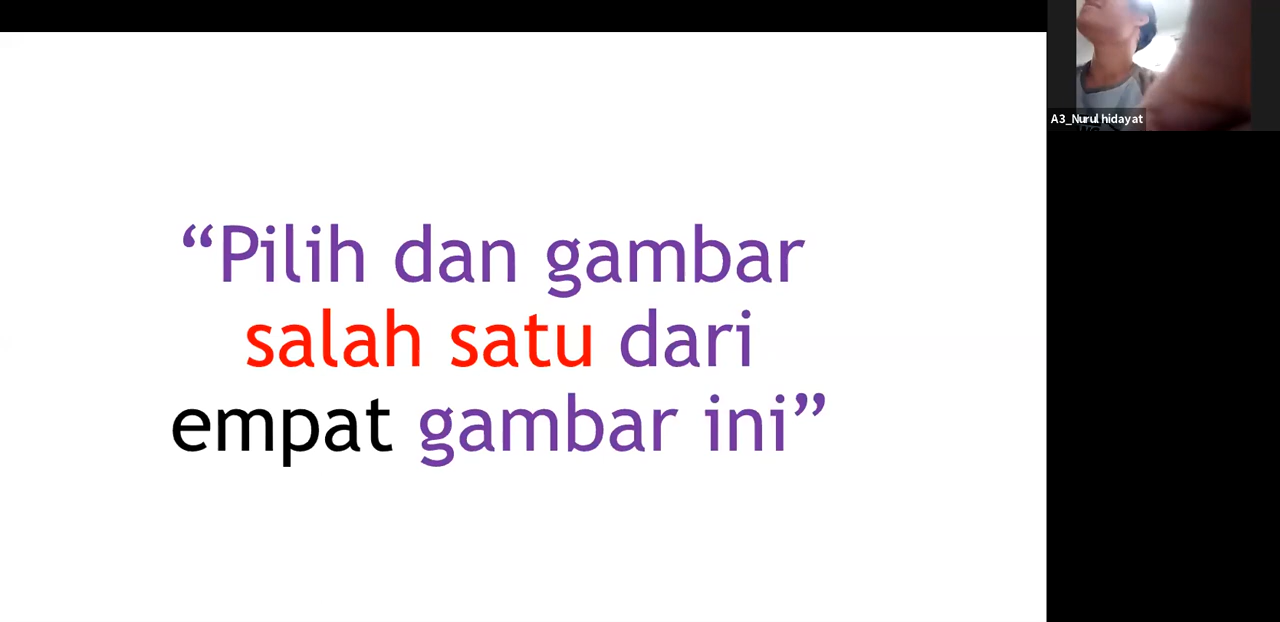 “Pilih dan gambar
salah satu dari
empat gambar ini”
A3_Nurul hidayat